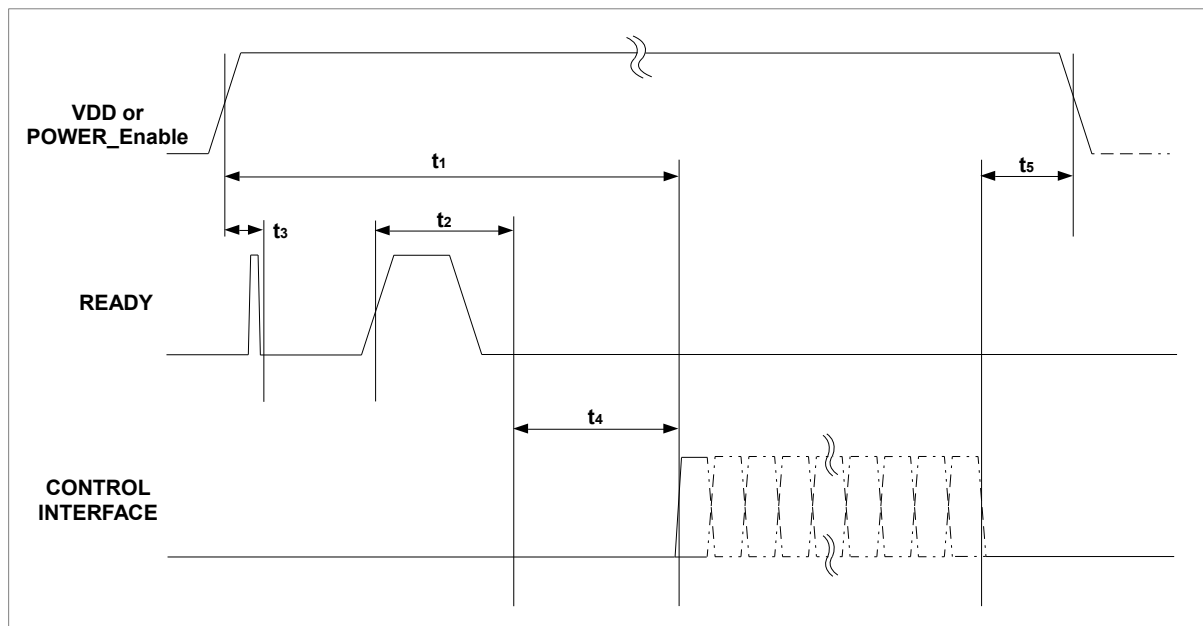 VDD or
POWER_Enable
t1
t5
t3
t2
READY
t4
CONTROL
INTERFACE